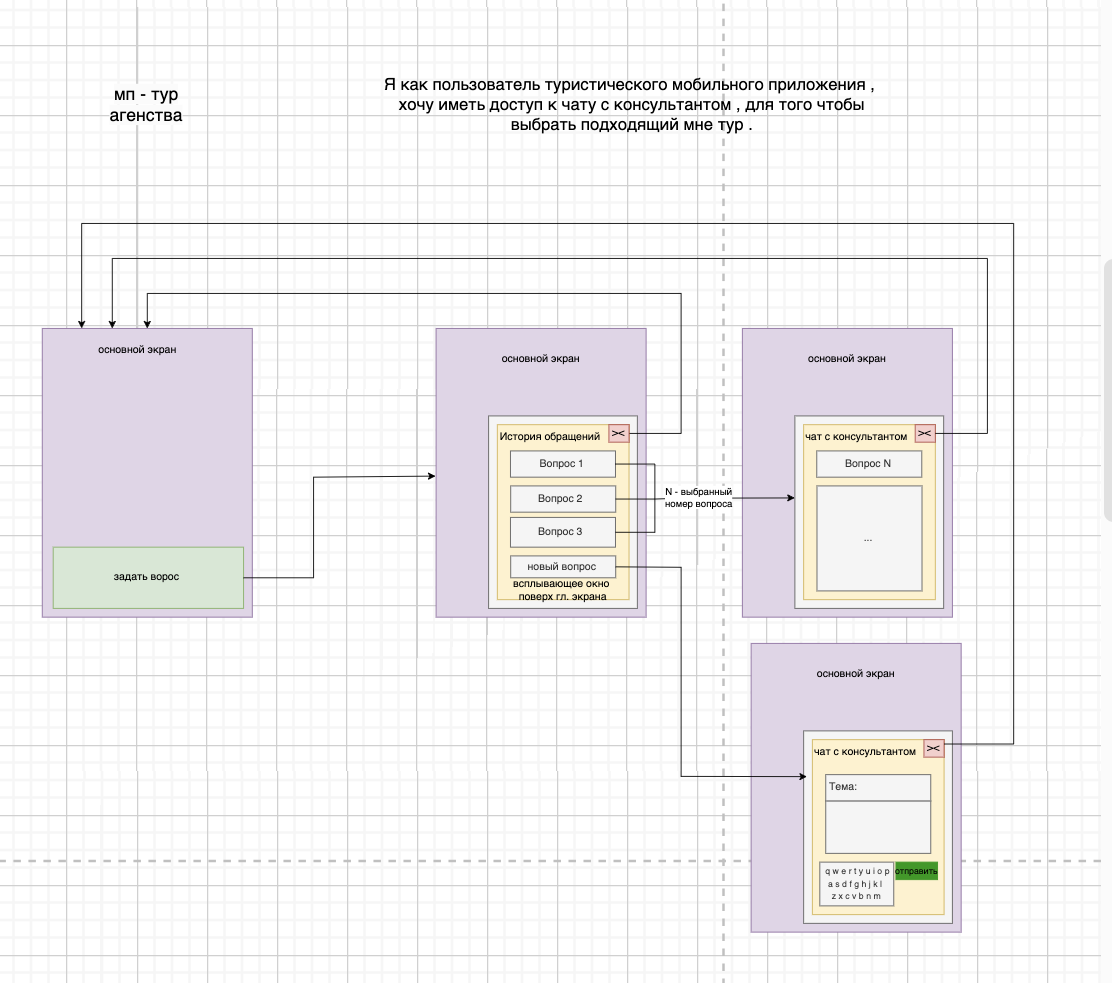 мп - тур
агенства
Я как пользователь туристического мобильного приложения ,
хочу иметь доступ к чату с консультантом , для того чтобы
выбрать подходящий мне тур .
основной экран
задать ворос
основной экран
История обращений
><
Вопрос 1
Вопрос 2
Вопрос 3
новый вопрос
всплывающее окно
поверх гл. экрана
N - выбранный
номер вопроса
основной экран
чат с консультантом
><
Вопрос N
...
основной экран
чат с консультантом
><
Тема:
q w e r t y u i o p
a s d f g h j k l
z x c v b n m
отправить